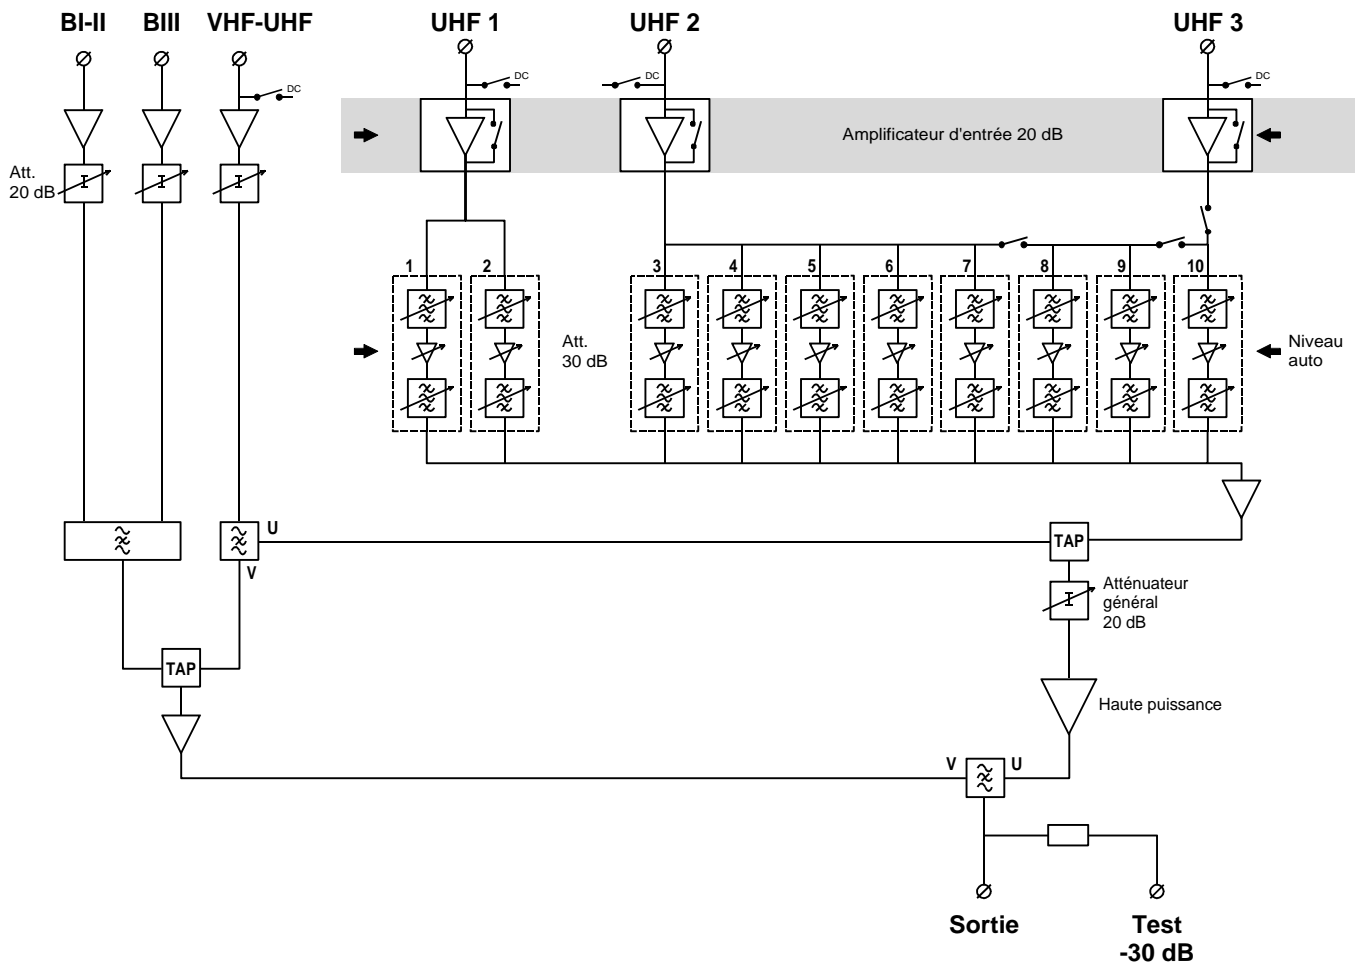 BI-II
BIII
VHF-UHF
UHF 1
UHF 2
UHF 3
DC
DC
DC
DC
Amplificateur d'entrée 20 dB
Att.
20 dB
1
2
3
4
5
6
7
8
9
10
Att.
30 dB
Niveau
auto
U
V
TAP
Atténuateur
général
20 dB
TAP
Haute puissance
V
U
Sortie
Test
-30 dB